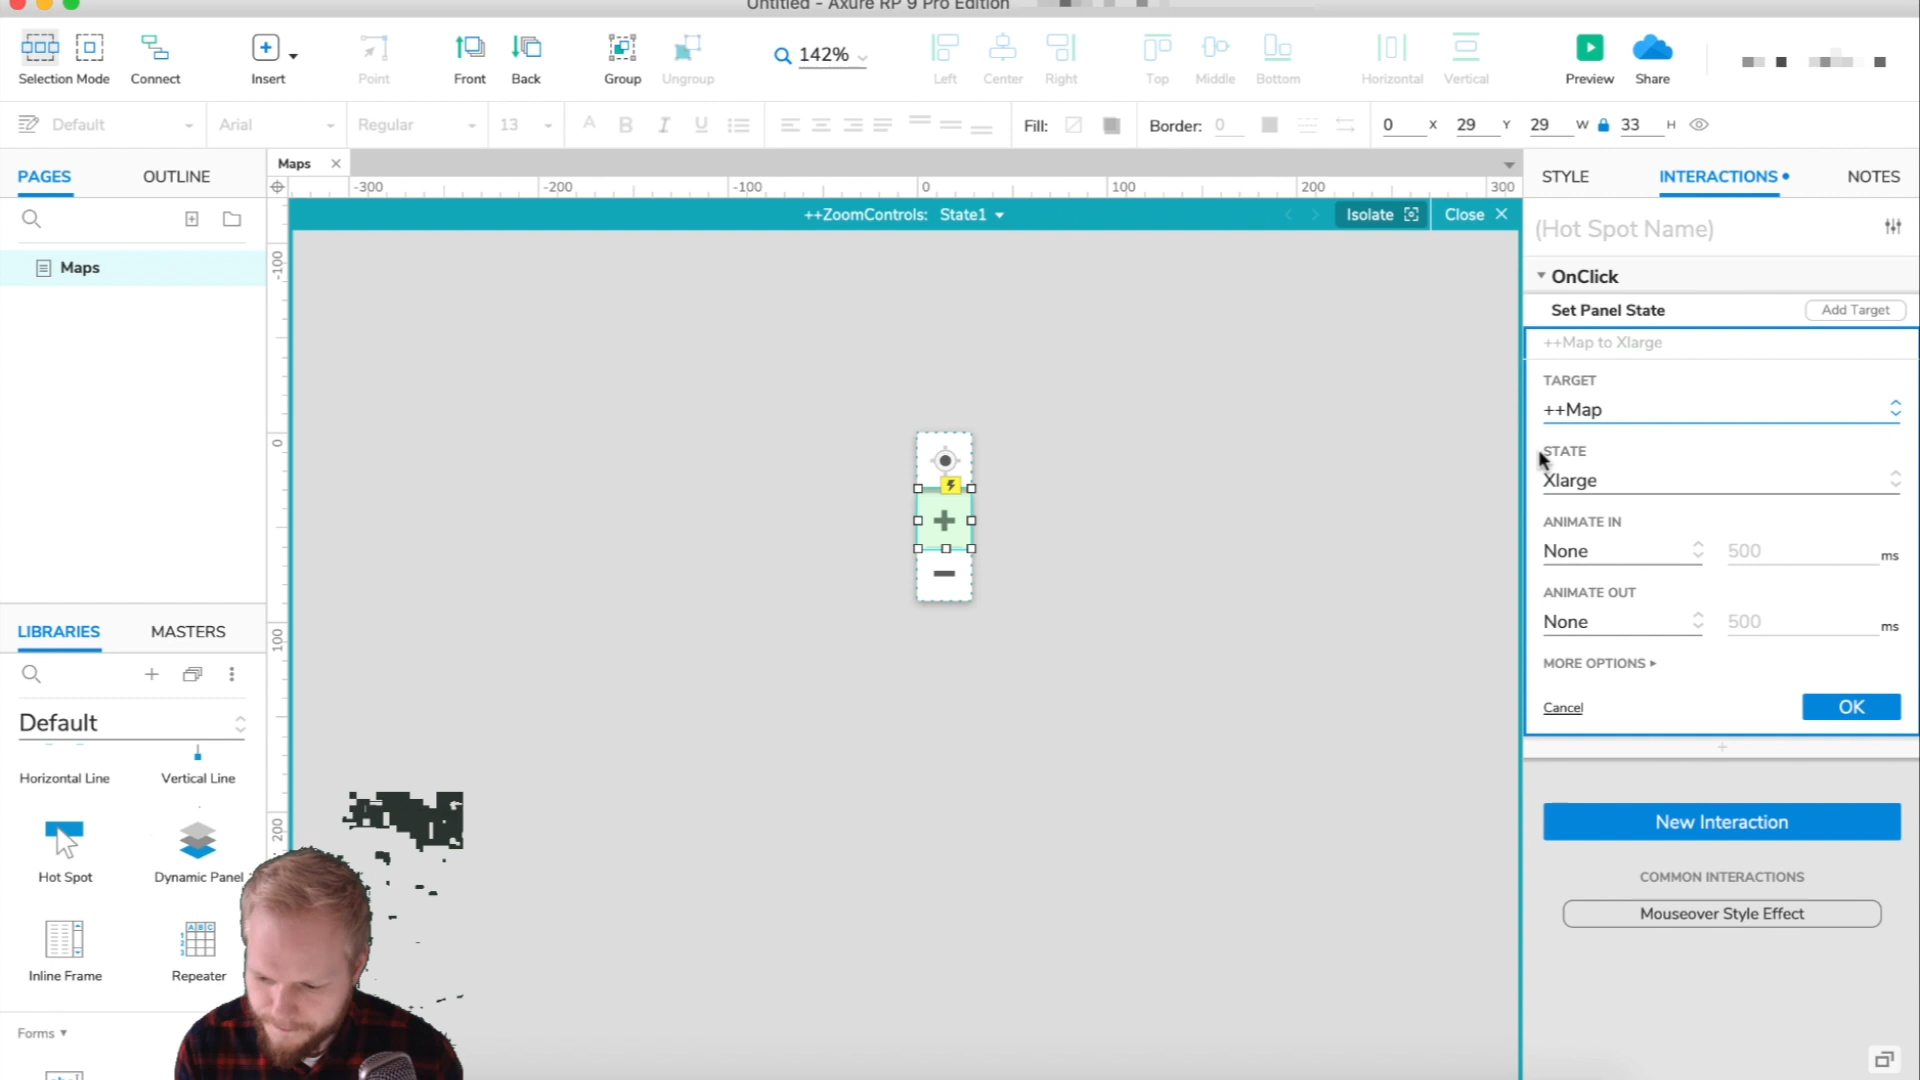 Untitled - Axure RP 9 Pro Edition
Selection Mode
Connect
Insert
Point
Front
Back
Group
Ungroup
142%
Left
Center
Right
Top
Middle
Bottom
Horizontal
Vertical
Preview
Share
Default
Arial
Regular
13
Fill:
Border: 0
0 X 29 Y 29 W 33 H
PAGES
OUTLINE
Maps
Maps
-300 -200 -100 0 100 200 300
-100
0
100
200
++ZoomControls: State1
Isolate
Close
LIBRARIES
MASTERS
Default
Horizontal Line
Vertical Line
Hot Spot
Dynamic Panel
Inline Frame
Repeater
A B C
1
2
3
Forms
STYLE
INTERACTIONS
NOTES
(Hot Spot Name)
OnClick
Set Panel State
Add Target
++Map to Xlarge
TARGET
++Map
STATE
Xlarge
ANIMATE IN
None 500 ms
ANIMATE OUT
None 500 ms
MORE OPTIONS
Cancel
OK
New Interaction
COMMON INTERACTIONS
Mouseover Style Effect